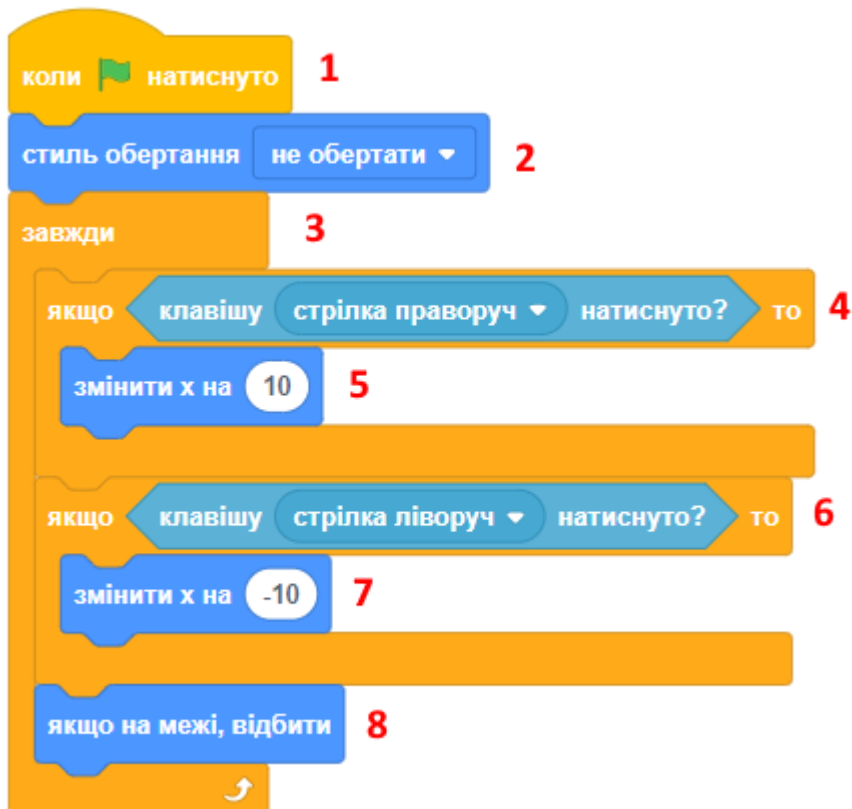 коли натиснуто 1
стиль обертання не обертати 2
завжди 3
якщо клавішу стрілка праворуч натиснуто? то 4
змінити x на 10 5
якщо клавішу стрілка ліворуч натиснуто? то 6
змінити x на -10 7
якщо на межі, відбити 8